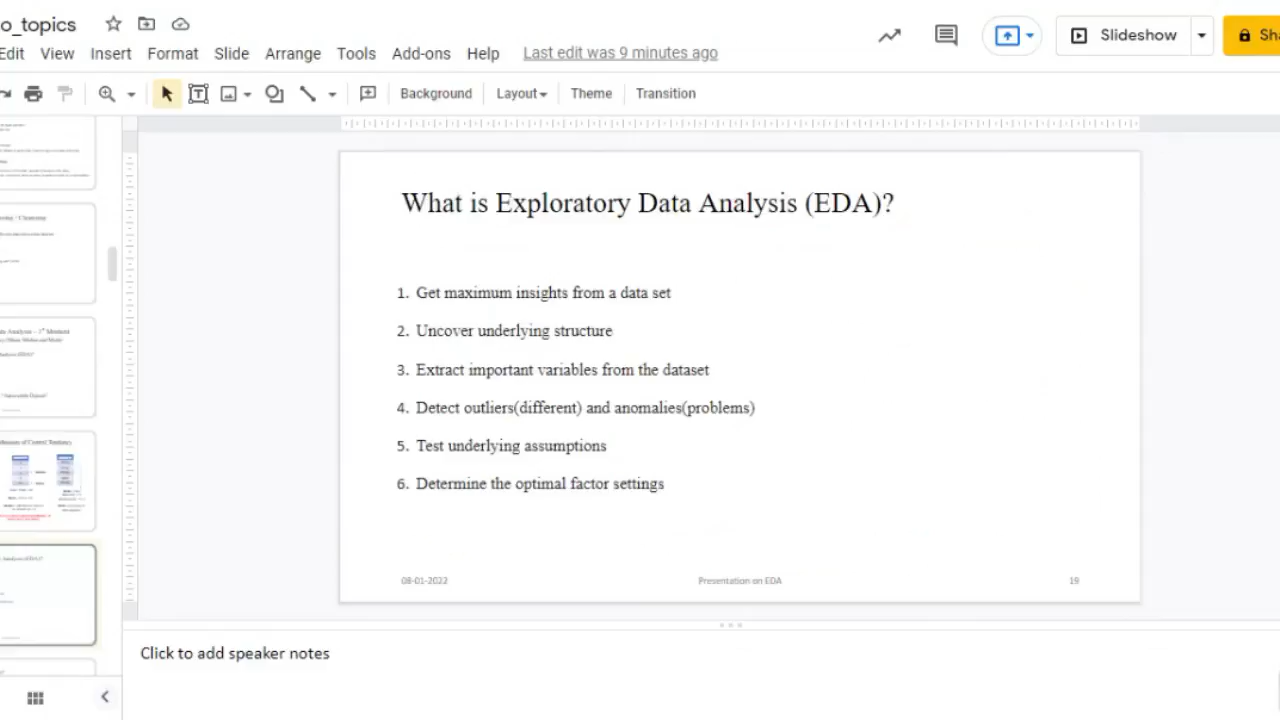 o_topics
Edit View Insert Format Slide Arrange Tools Add-ons Help Last edit was 9 minutes ago
Slideshow
Sha
Background Layout Theme Transition
What is Exploratory Data Analysis (EDA)?
1. Get maximum insights from a data set
2. Uncover underlying structure
3. Extract important variables from the dataset
4. Detect outliers(different) and anomalies(problems)
5. Test underlying assumptions
6. Determine the optimal factor settings
08-01-2022 Presentation on EDA 19
Click to add speaker notes